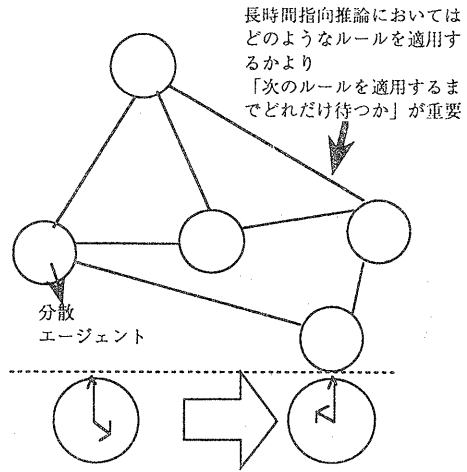 長時間指向推論においては
どのようなルールを適用す
るかより
「次のルールを適用するま
でどれだけ待つか」が重要
分散
エージェント